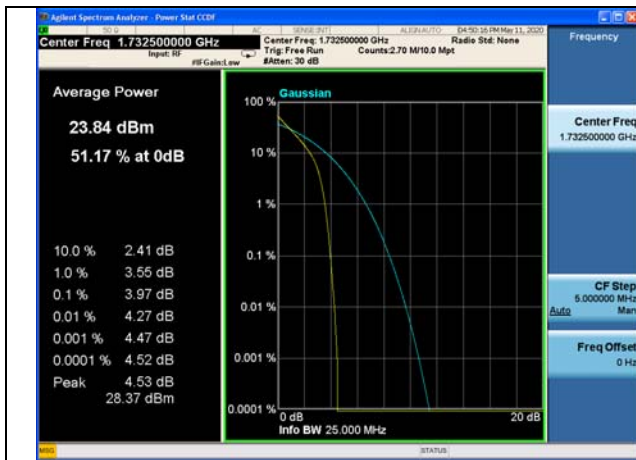 Agilent Spectrum Analyzer - Power Stat CCDF
50 Ω AC SENSE:INT ALIGNAUTO 04:50:16 PM May 11, 2020
Center Freq 1.732500000 GHz
Center Freq: 1.732500000 GHz Radio Std: None
Input: RF Trig: Free Run Counts:2.70 M/10.0 Mpt
#IFGain:Low #Atten: 30 dB
Frequency
Average Power
23.84 dBm
51.17 % at 0dB
10.0 % 2.41 dB
1.0 % 3.55 dB
0.1 % 3.97 dB
0.01 % 4.27 dB
0.001 % 4.47 dB
0.0001 % 4.52 dB
Peak 4.53 dB
28.37 dBm
Gaussian
100 %
10 %
1 %
0.1 %
0.01 %
0.001 %
0.0001 %
0 dB 20 dB
Info BW 25.000 MHz
Center Freq
1.732500000 GHz
CF Step
5.000000 MHz
Auto Man
Freq Offset
0 Hz
MSG STATUS